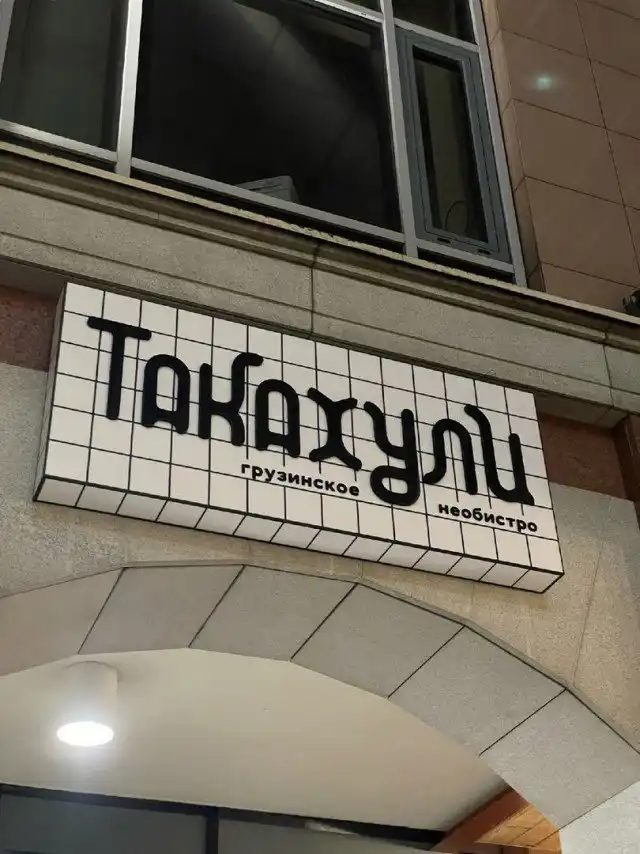 Такахули
грузинское необистро